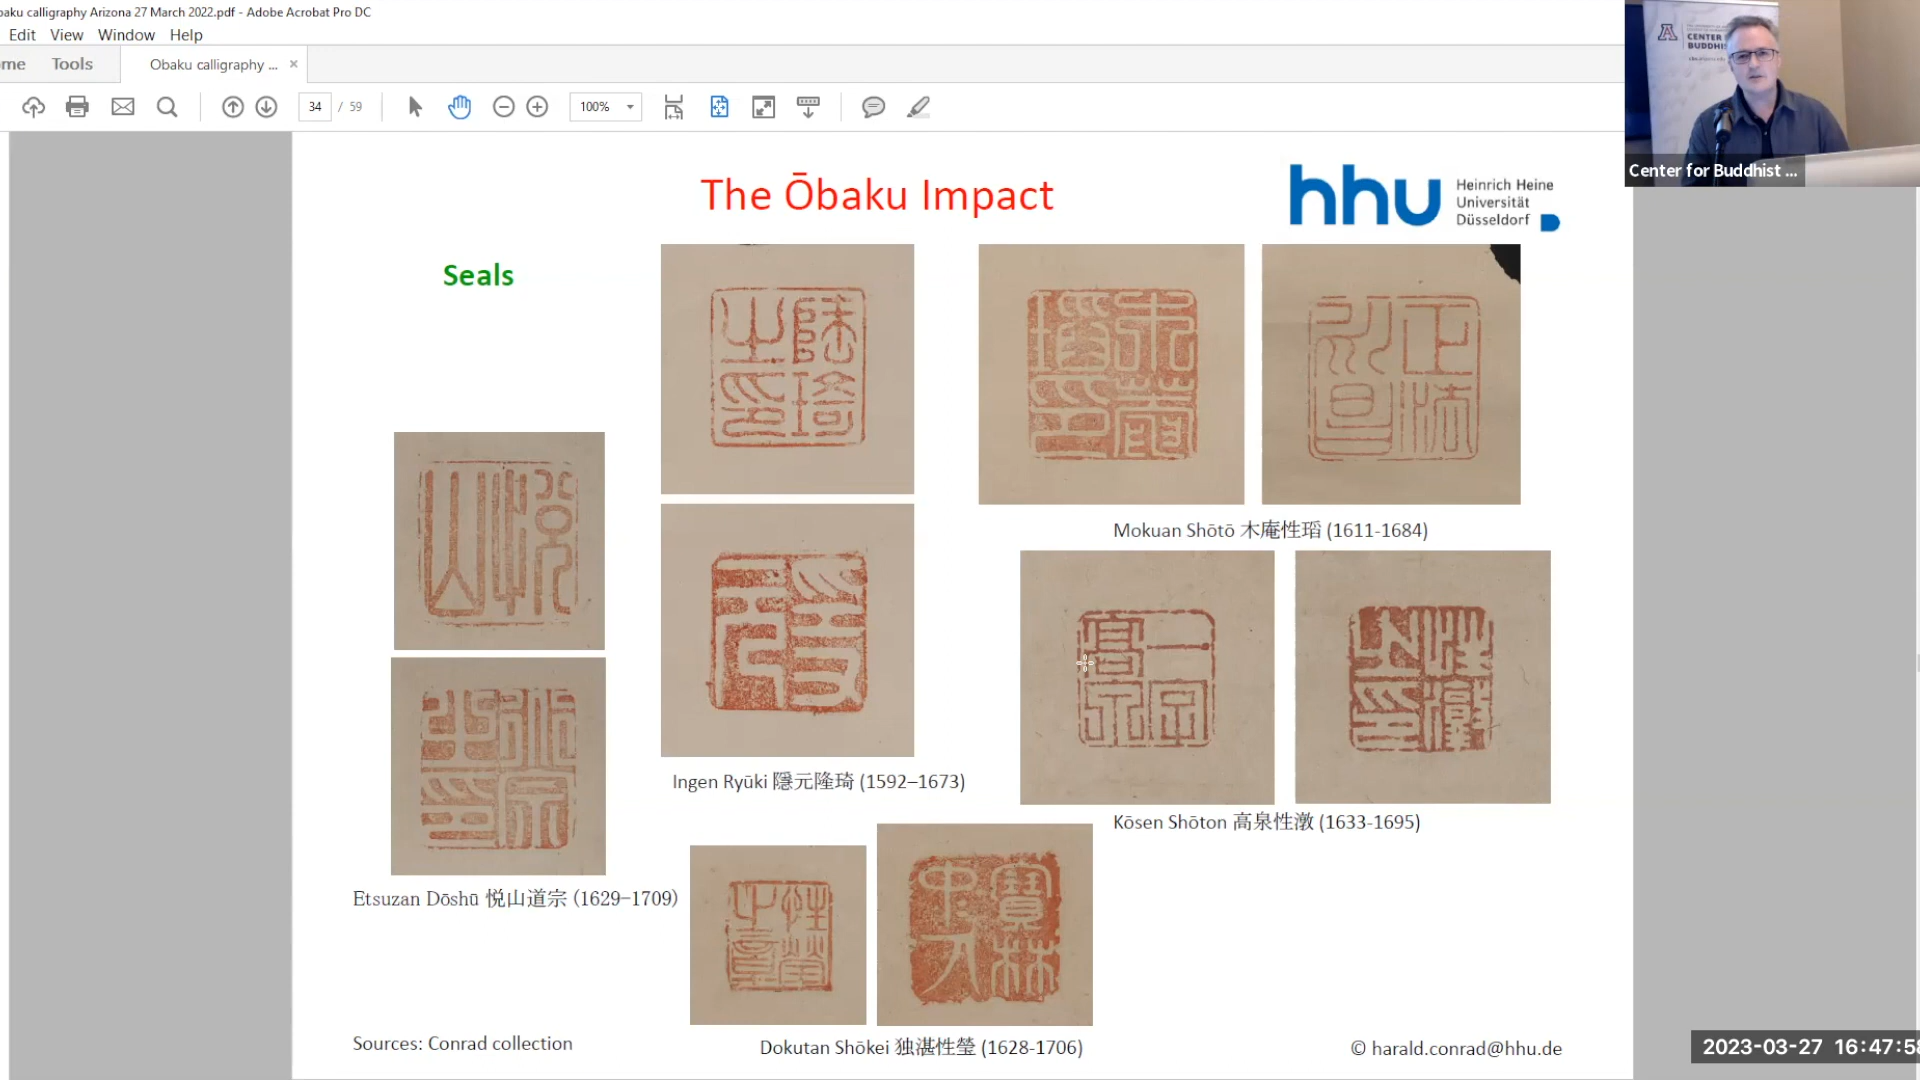 baku calligraphy Arizona 27 March 2022.pdf - Adobe Acrobat Pro DC
Edit View Window Help
me Tools Obaku calligraphy ... ×
34 / 59 100%
CENTER
BUDDHIS
Center for Buddhist ...
The Ōbaku Impact
hhu Heinrich Heine
Universität
Düsseldorf
Seals
Mokuan Shōtō 木庵性瑫 (1611-1684)
Ingen Ryūki 隱元隆琦 (1592–1673)
Kōsen Shōton 高泉性潡 (1633-1695)
Etsuzan Dōshū 悦山道宗 (1629–1709)
Sources: Conrad collection
Dokutan Shōkei 独湛性瑩 (1628-1706)
© harald.conrad@hhu.de
2023-03-27 16:47:58